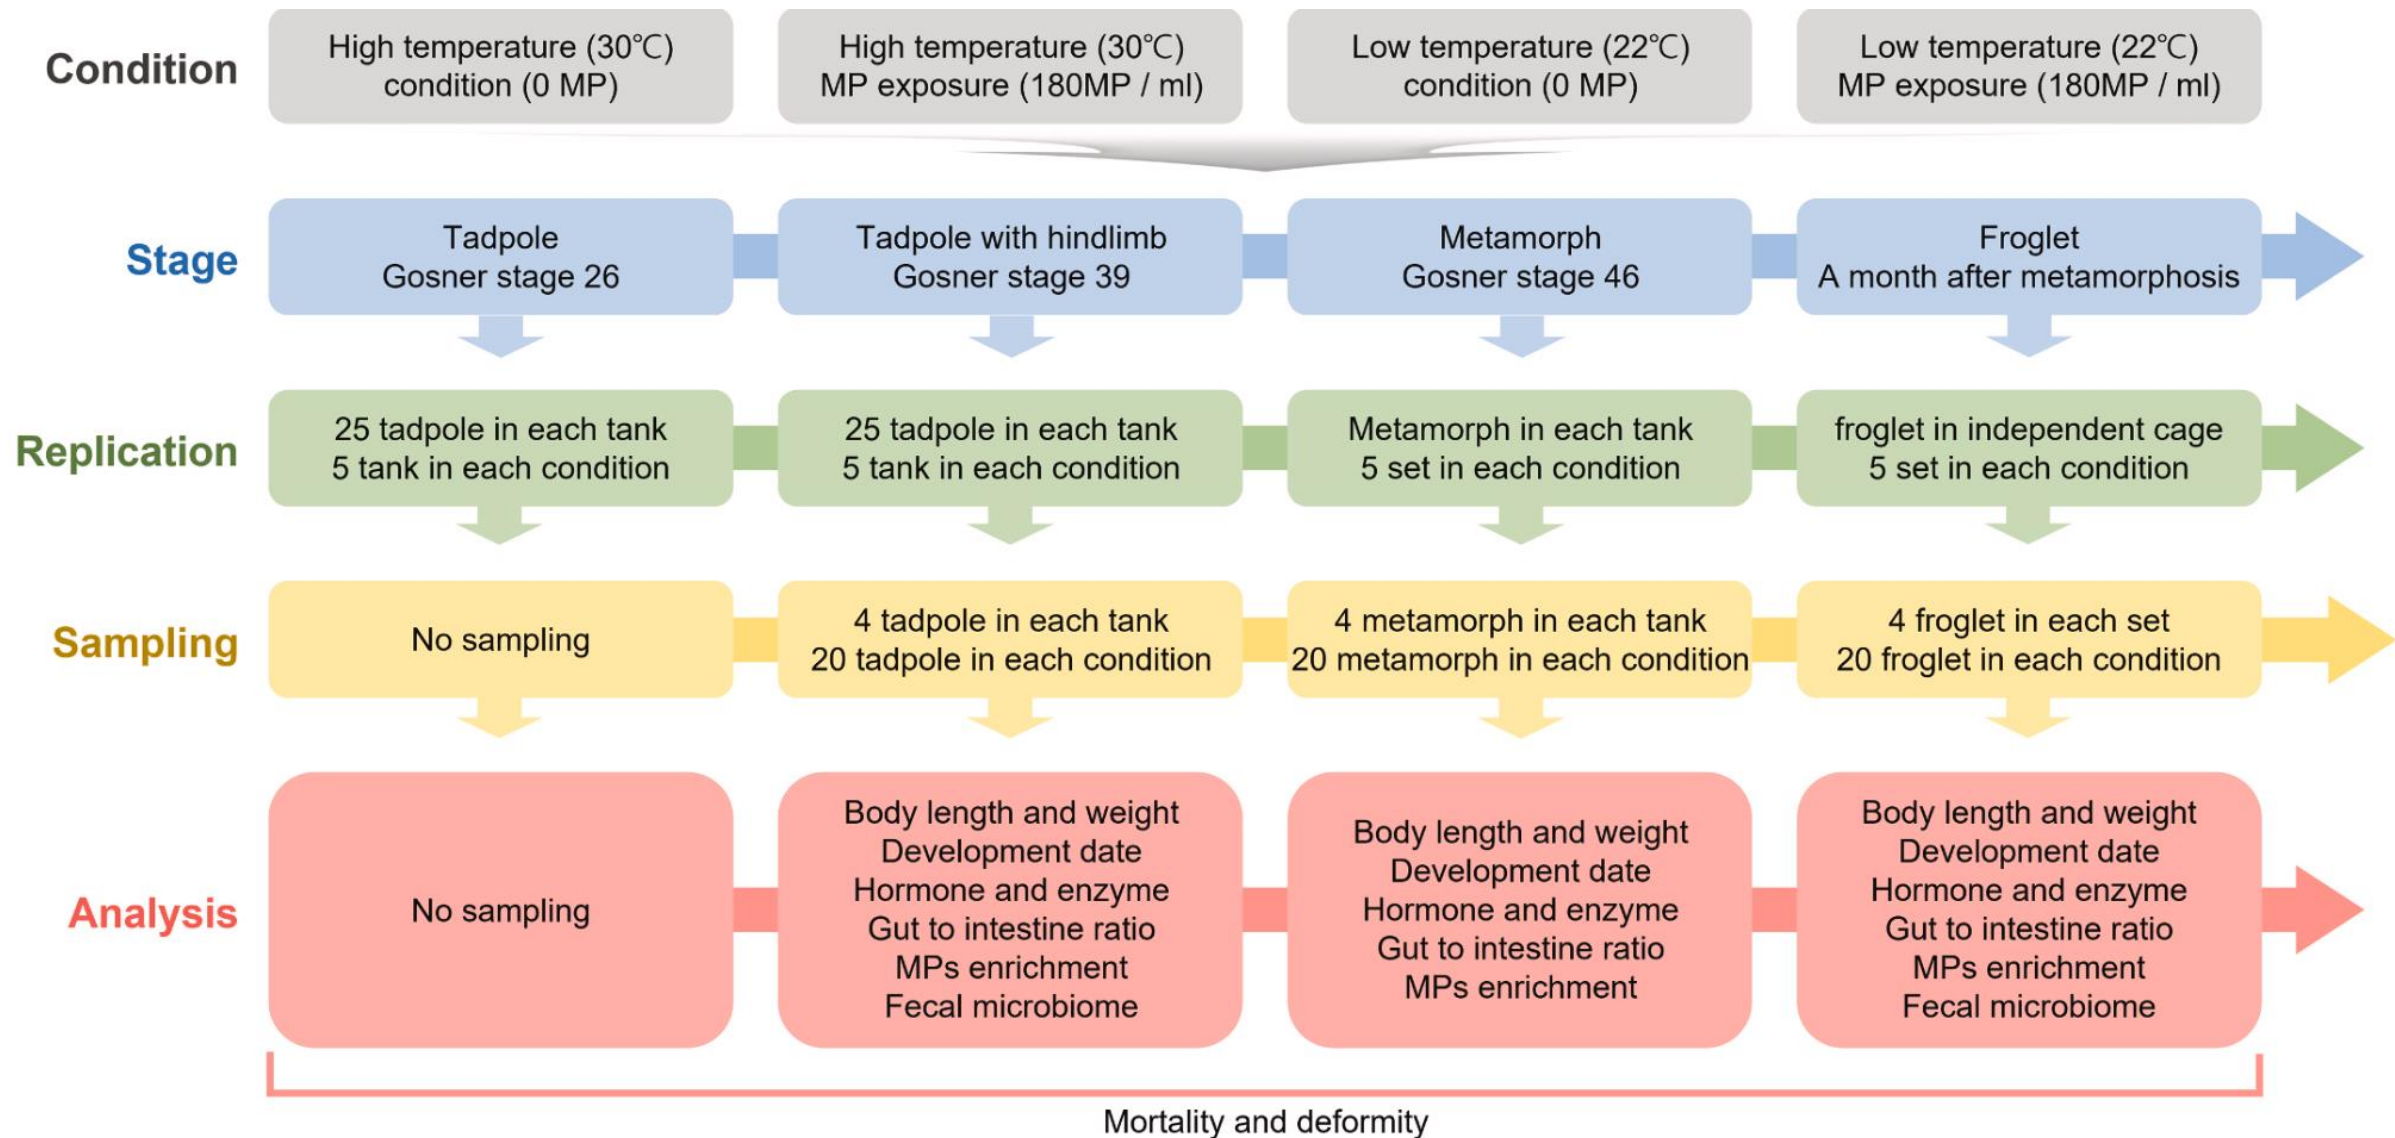 Condition
High temperature (30℃)
condition (0 MP)
High temperature (30℃)
MP exposure (180MP / ml)
Low temperature (22℃)
condition (0 MP)
Low temperature (22℃)
MP exposure (180MP / ml)
Stage
Tadpole
Gosner stage 26
Tadpole with hindlimb
Gosner stage 39
Metamorph
Gosner stage 46
Froglet
A month after metamorphosis
Replication
25 tadpole in each tank
5 tank in each condition
25 tadpole in each tank
5 tank in each condition
Metamorph in each tank
5 set in each condition
froglet in independent cage
5 set in each condition
Sampling
No sampling
4 tadpole in each tank
20 tadpole in each condition
4 metamorph in each tank
20 metamorph in each condition
4 froglet in each set
20 froglet in each condition
Analysis
No sampling
Body length and weight
Development date
Hormone and enzyme
Gut to intestine ratio
MPs enrichment
Fecal microbiome
Body length and weight
Development date
Hormone and enzyme
Gut to intestine ratio
MPs enrichment
Body length and weight
Development date
Hormone and enzyme
Gut to intestine ratio
MPs enrichment
Fecal microbiome
Mortality and deformity